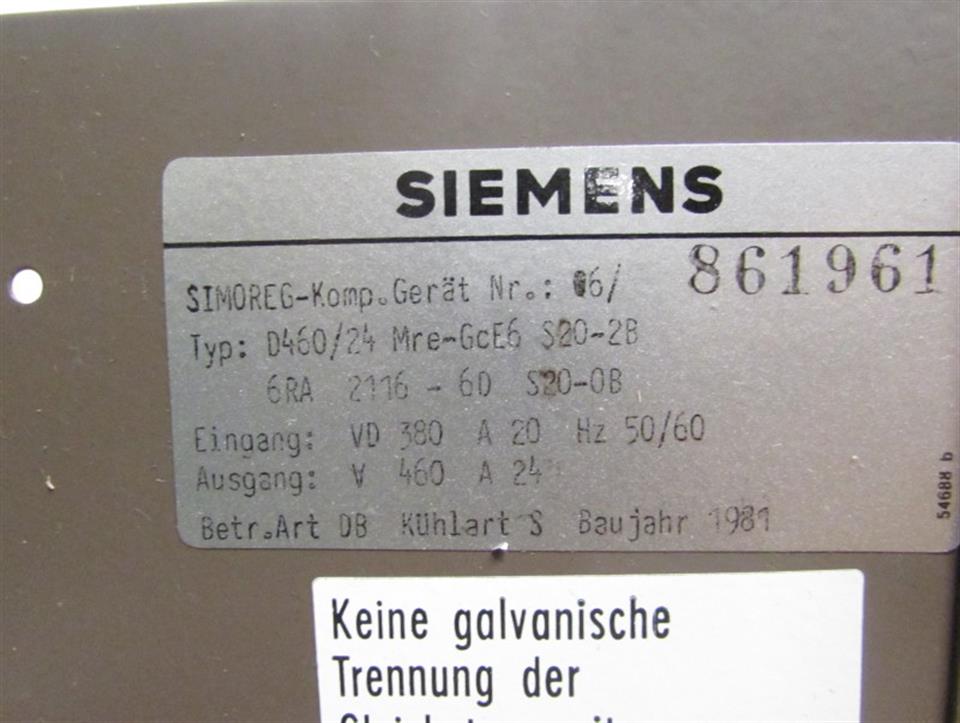 SIEMENS
SIMOREG-Komp.Gerät Nr.: 06/ 861961
Typ: D460/24 Mre-GcE6 S20-2B
6RA 2116-6D S20-0B
Eingang: VD 380 A 20 Hz 50/60
Ausgang: V 460 A 24
Betr.Art DB Kühlart S Baujahr 1981
54688 b
Keine galvanische
Trennung der